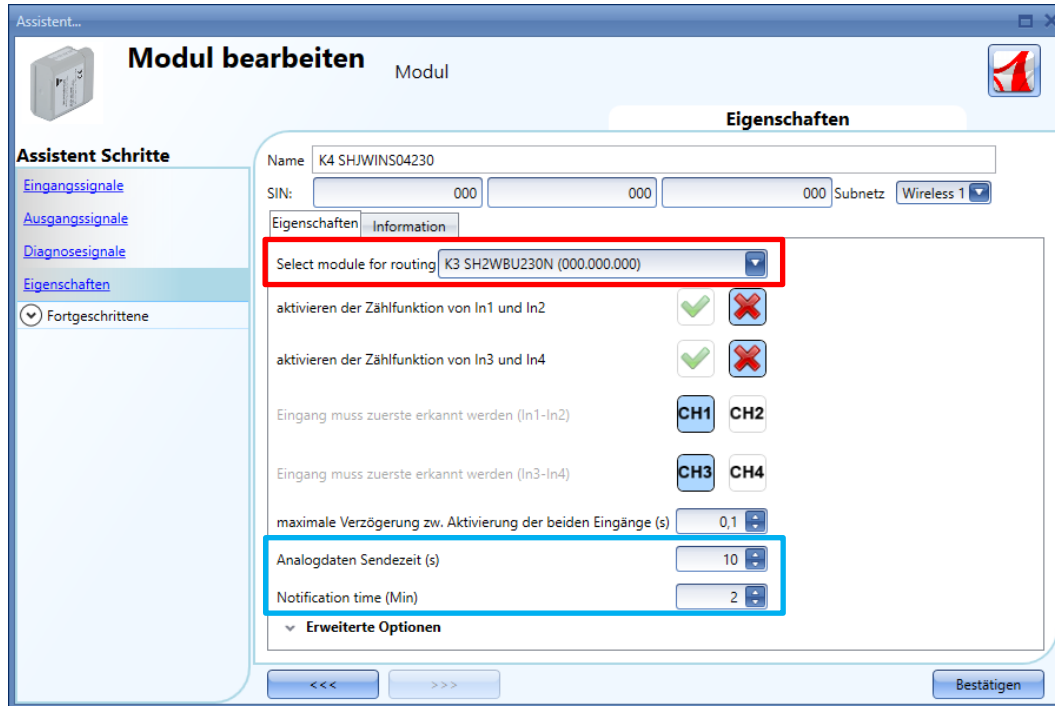 Assistent...
Modul bearbeiten
Modul
Eigenschaften
Assistent Schritte
Eingangssignale
Ausgangssignale
Diagnosesignale
Eigenschaften
Fortgeschrittene
Name K4 SHJWINS04230
SIN: 000 000 000 Subnetz Wireless 1
Eigenschaften Information
Select module for routing K3 SH2WBU230N (000.000.000)
aktivieren der Zählfunktion von In1 und In2
aktivieren der Zählfunktion von In3 und In4
Eingang muss zuerste erkannt werden (In1-In2) CH1 CH2
Eingang muss zuerste erkannt werden (In3-In4) CH3 CH4
maximale Verzögerung zw. Aktivierung der beiden Eingänge (s) 0,1
Analogdaten Sendezeit (s) 10
Notification time (Min) 2
Erweiterte Optionen
<<< >>> Bestätigen